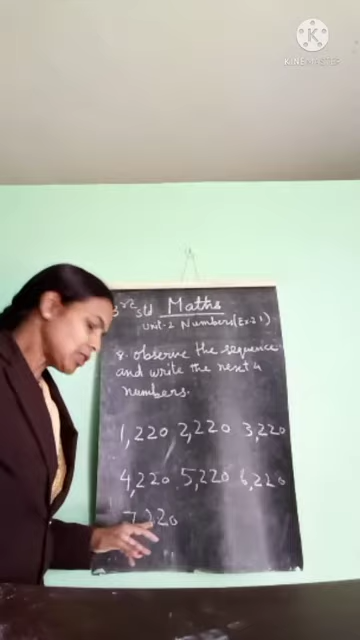 KINEMASTER
3rd std Maths
Unit-2 Numbers (Ex.2.1).
8. Observe the sequence
and write the next 4
numbers.
1,220 2,220 3,220
4,220 5,220 6,220
7,220